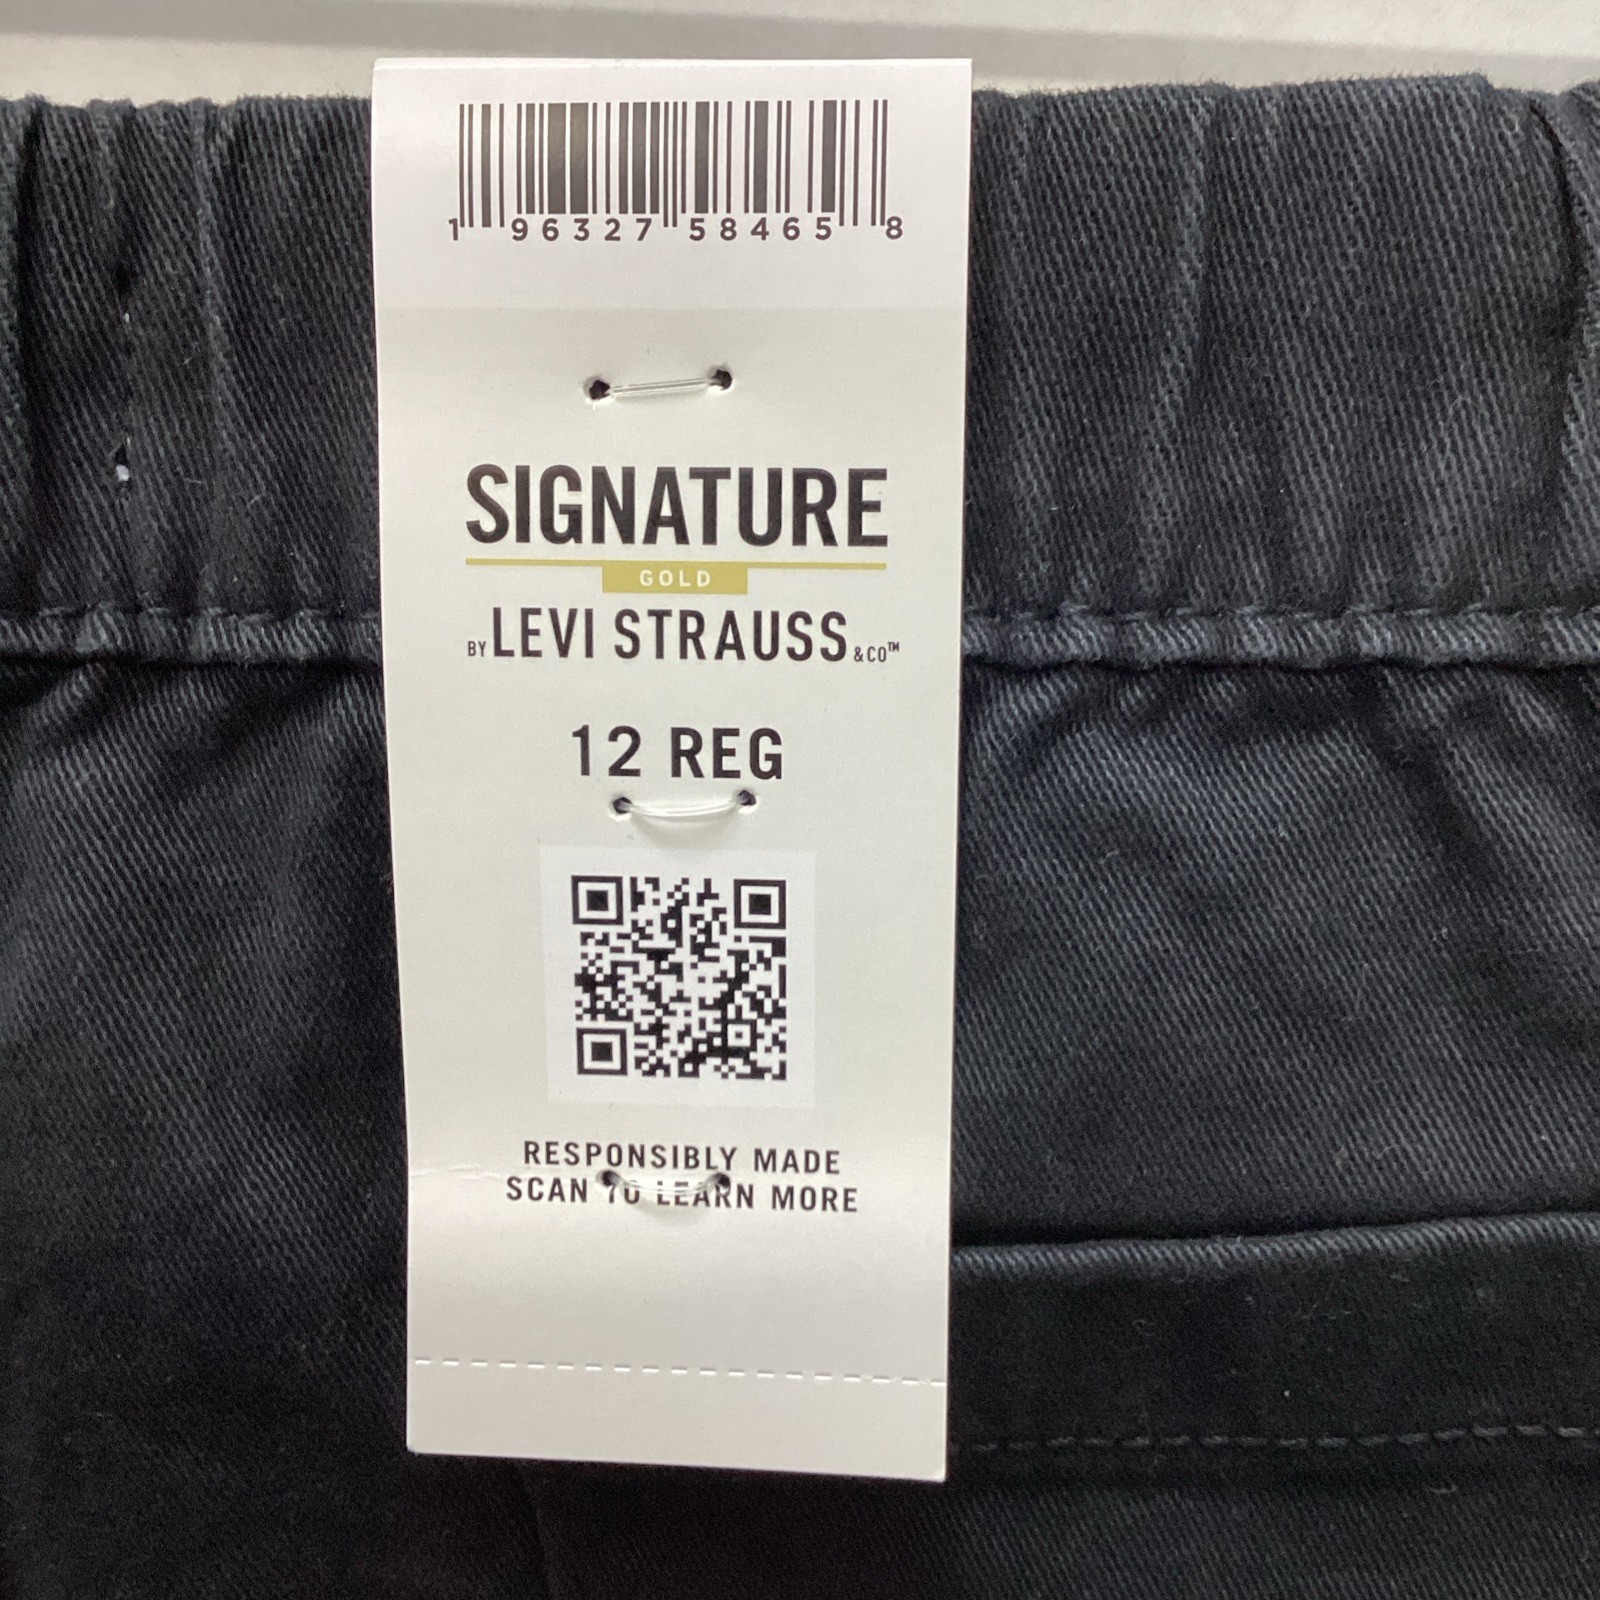 1 96327 58465 8
SIGNATURE
GOLD
BY LEVI STRAUSS & CO™
12 REG
RESPONSIBLY MADE
SCAN TO LEARN MORE